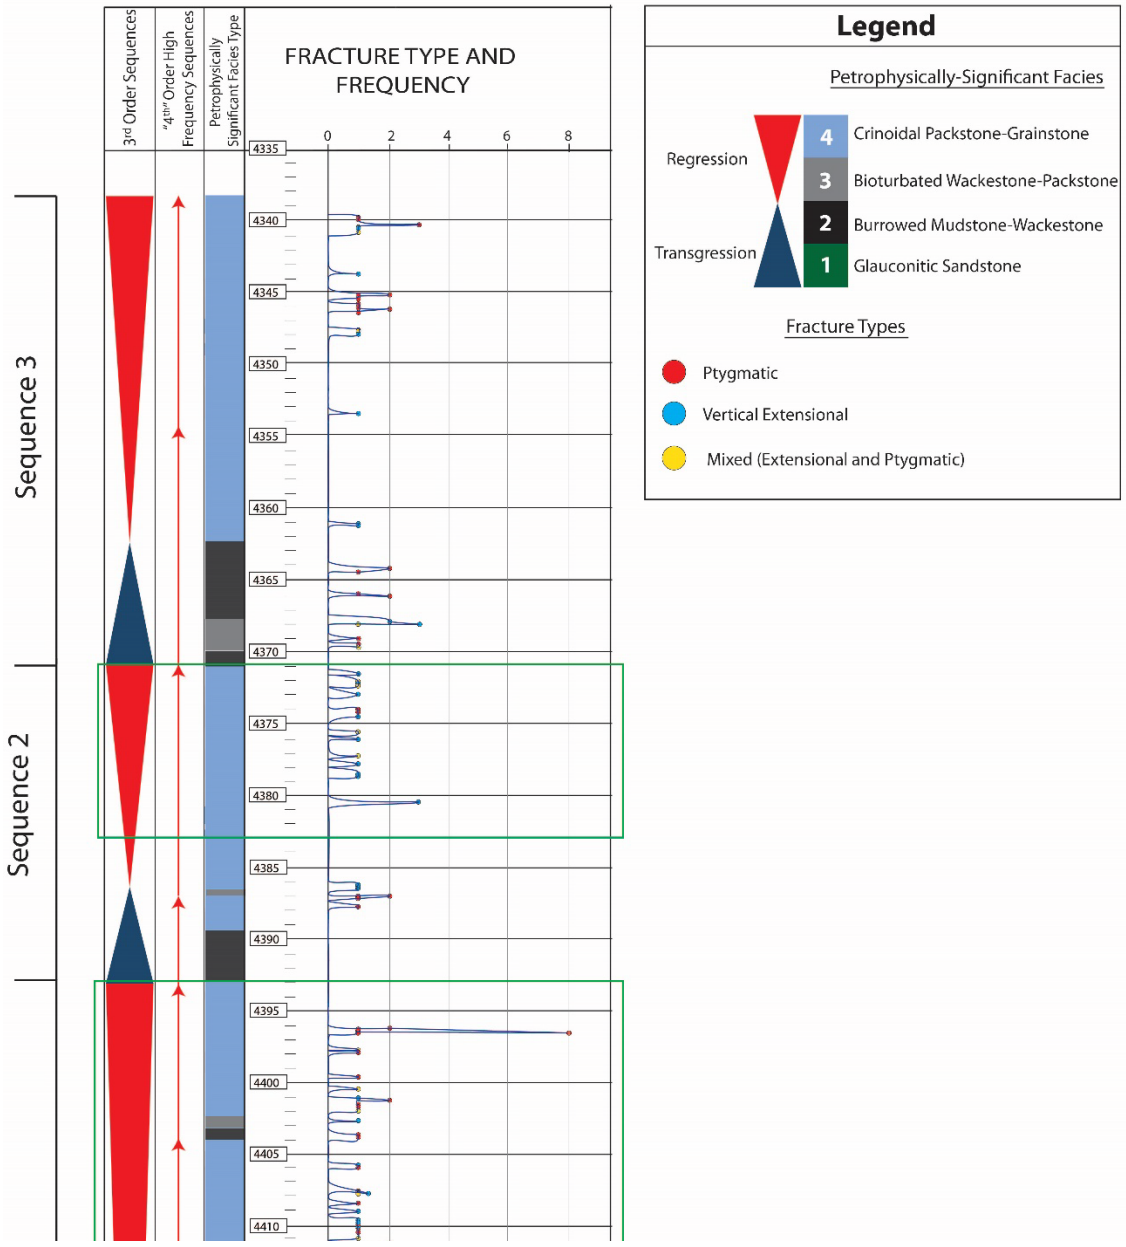 3rd Order Sequences
"4th" Order High
Frequency Sequences
Petrophysically
Significant Facies Type
FRACTURE TYPE AND
FREQUENCY
0 2 4 6 8
4335
4340
4345
4350
4355
4360
4365
4370
4375
4380
4385
4390
4395
4400
4405
4410
Sequence 3
Sequence 2
Legend
Petrophysically-Significant Facies
Regression
Transgression
4 Crinoidal Packstone-Grainstone
3 Bioturbated Wackestone-Packstone
2 Burrowed Mudstone-Wackestone
1 Glauconitic Sandstone
Fracture Types
Ptygmatic
Vertical Extensional
Mixed (Extensional and Ptygmatic)